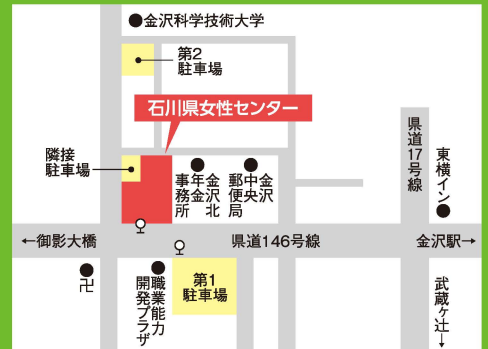 ●金沢科学技術大学
第2
駐車場
石川県女性センター
隣接
駐車場
金沢北
年金
事務所
金沢
中央
郵便局
県道17号線
東横イン
←御影大橋
県道146号線
金沢駅→
卍
職業能力
開発プラザ
第1
駐車場
武蔵ヶ辻→